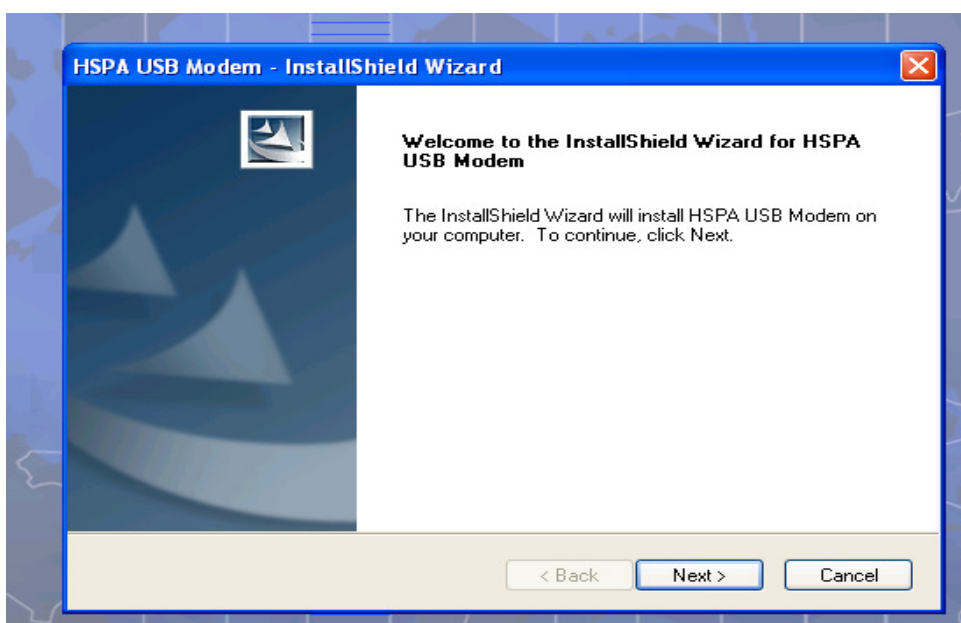 HSPA USB Modem - InstallShield Wizard
Welcome to the InstallShield Wizard for HSPA
USB Modem
The InstallShield Wizard will install HSPA USB Modem on
your computer.  To continue, click Next.
< Back
Next >
Cancel